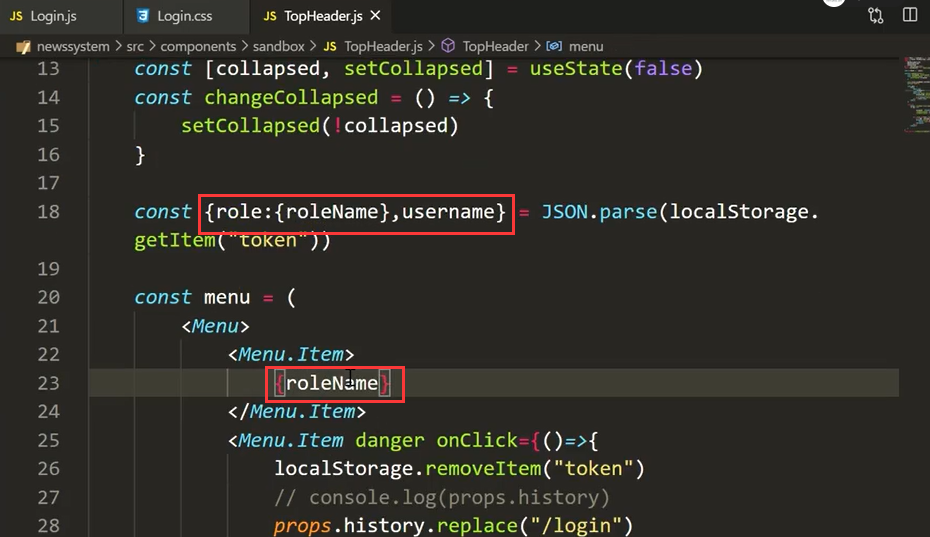 JS Login.js Login.css JS TopHeader.js
newssystem > src > components > sandbox > JS TopHeader.js > TopHeader > menu
13 const [collapsed, setCollapsed] = useState(false)
14 const changeCollapsed = () => {
15 setCollapsed(!collapsed)
16 }
17
18 const {role:{roleName},username} = JSON.parse(localStorage.
getItem("token"))
19
20 const menu = (
21 <Menu>
22 <Menu.Item>
23 {roleName}
24 </Menu.Item>
25 <Menu.Item danger onClick={()=>{
26 localStorage.removeItem("token")
27 // console.log(props.history)
28 props.history.replace("/login")